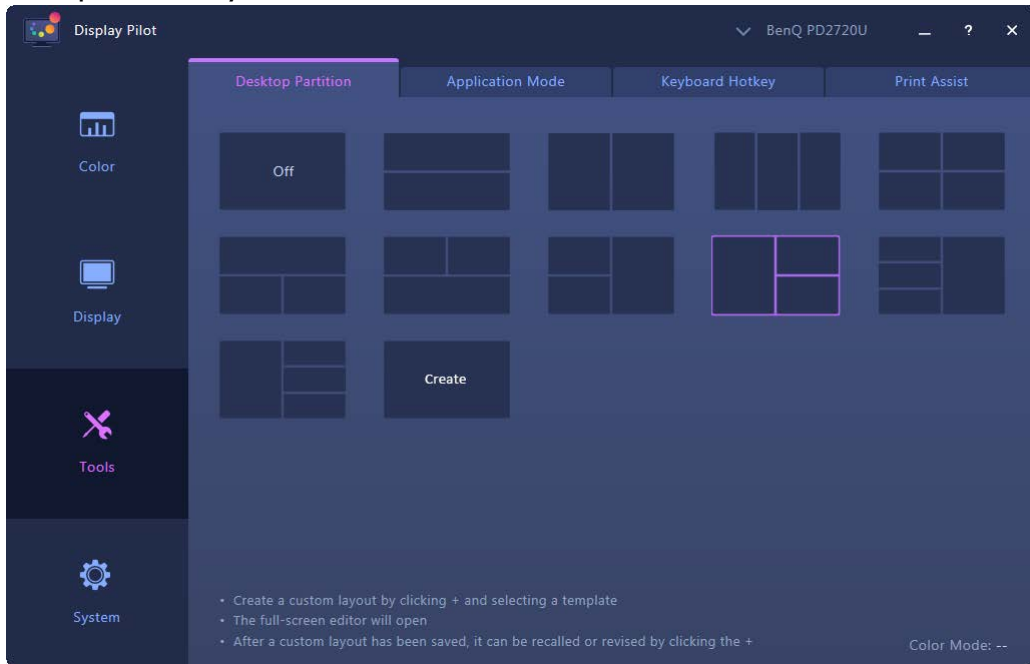 Display Pilot
BenQ PD2720U
?
Desktop Partition
Application Mode
Keyboard Hotkey
Print Assist
Color
Off
Display
Create
Tools
System
• Create a custom layout by clicking + and selecting a template
• The full-screen editor will open
• After a custom layout has been saved, it can be recalled or revised by clicking the +
Color Mode: --